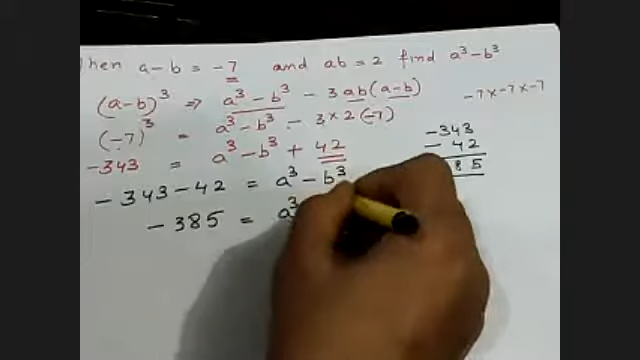 When a-b = -7 and ab = 2 find a³-b³
(a-b)³ ⇒ a³-b³ - 3ab(a-b)
-7×-7×-7
(-7)³ = a³-b³ - 3×2(-7)
-343 = a³-b³ + 42
-343
- 42
85
-343-42 = a³-b³
-385 = a³